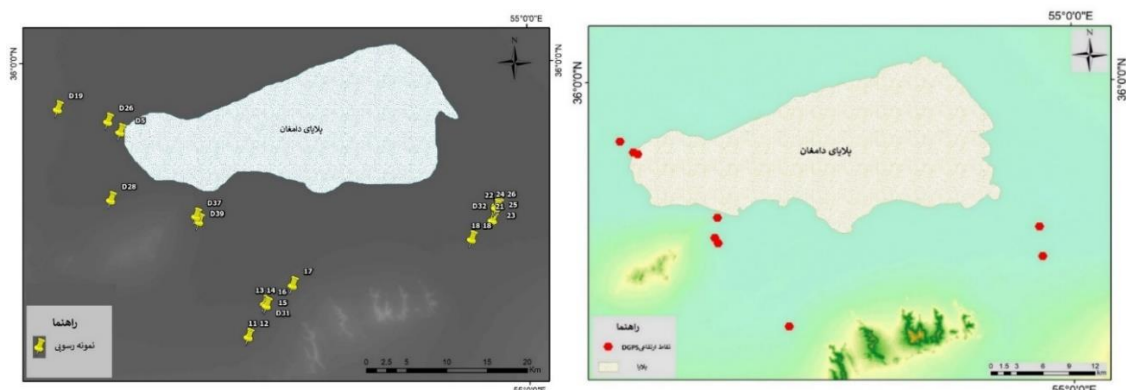 55°0'0"E
36°0'0"N
36°0'0"N
N
D19
D26
D5
پلایای دامغان
D28
D37
D39
22 24 26
D32 25
21
23
18 18
17
13 14 16
15
D31
11 12
راهنما
نمونه رسوبی
0 2.5 5 10 15 20
Km
55°0'0"E
55°0'0"E
36°0'0"N
36°0'0"N
N
پلایای دامغان
راهنما
نقاط ارتفاعی DGPS
پلایا
0 1.5 3 6 9 12
km
55°0'0"E